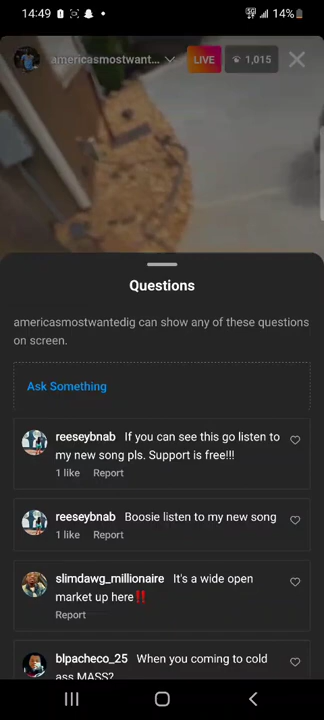 14:49
5G
14%
americasmostwant...
LIVE
1,015
Questions
americasmostwantedig can show any of these questions
on screen.
Ask Something
reeseybnab If you can see this go listen to
my new song pls. Support is free!!!
1 like Report
reeseybnab Boosie listen to my new song
1 like Report
slimdawg_millionaire It's a wide open
market up here‼️
Report
blpacheco_25 When you coming to cold
ass MASS?